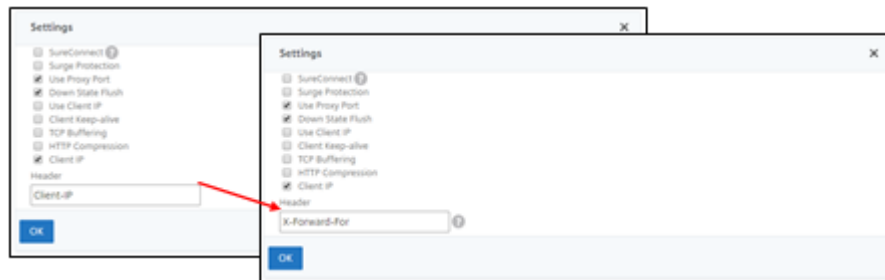 Settings
SureConnect
Surge Protection
Use Proxy Port
Down State Flush
Use Client IP
Client Keep-alive
TCP Buffering
HTTP Compression
Client IP
Header
Client-IP
OK
Settings
SureConnect
Surge Protection
Use Proxy Port
Down State Flush
Use Client IP
Client Keep-alive
TCP Buffering
HTTP Compression
Client IP
Header
X-Forward-For
OK